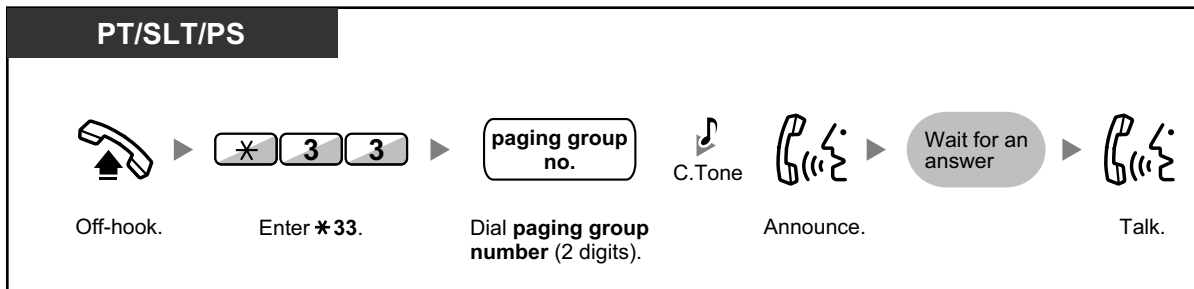 PT/SLT/PS
✳ 3 3
paging group
no.
C.Tone
Wait for an
answer
Off-hook.
Enter ✳33.
Dial paging group
number (2 digits).
Announce.
Talk.